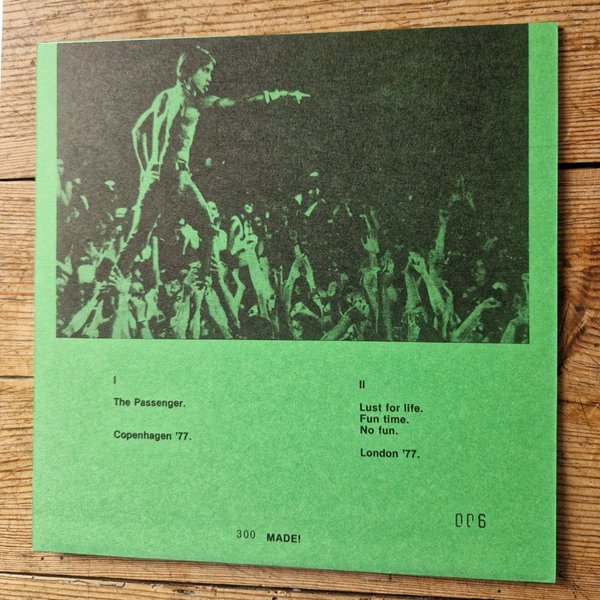 I
The Passenger.
Copenhagen '77.
II
Lust for life.
Fun time.
No fun.
London '77.
006
300 MADE!